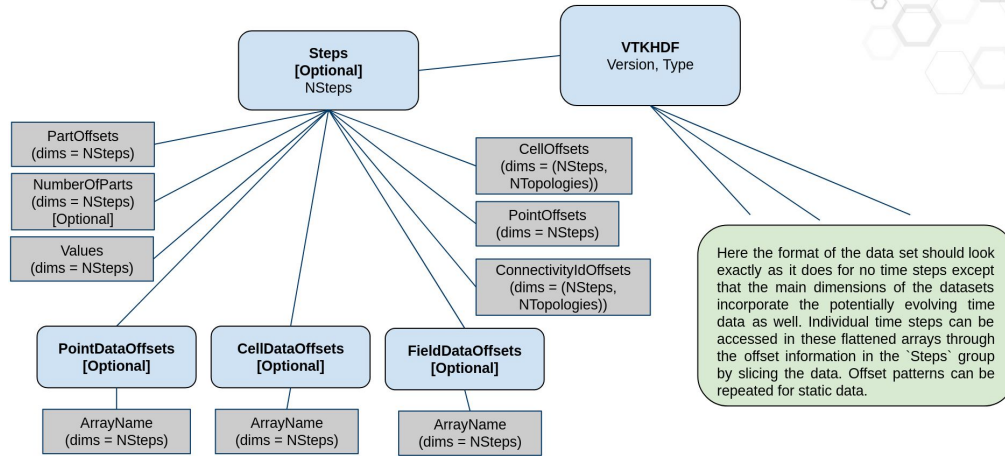 Steps
[Optional]
NSteps
VTKHDF
Version, Type
PartOffsets
(dims = NSteps)
NumberOfParts
(dims = NSteps)
[Optional]
Values
(dims = NSteps)
CellOffsets
(dims = (NSteps,
NTopologies))
PointOffsets
(dims = NSteps)
ConnectivityIdOffsets
(dims = (NSteps,
NTopologies))
PointDataOffsets
[Optional]
CellDataOffsets
[Optional]
FieldDataOffsets
[Optional]
ArrayName
(dims = NSteps)
ArrayName
(dims = NSteps)
ArrayName
(dims = NSteps)
Here the format of the data set should look
exactly as it does for no time steps except
that the main dimensions of the datasets
incorporate the potentially evolving time
data as well. Individual time steps can be
accessed in these flattened arrays through
the offset information in the `Steps` group
by slicing the data. Offset patterns can be
repeated for static data.